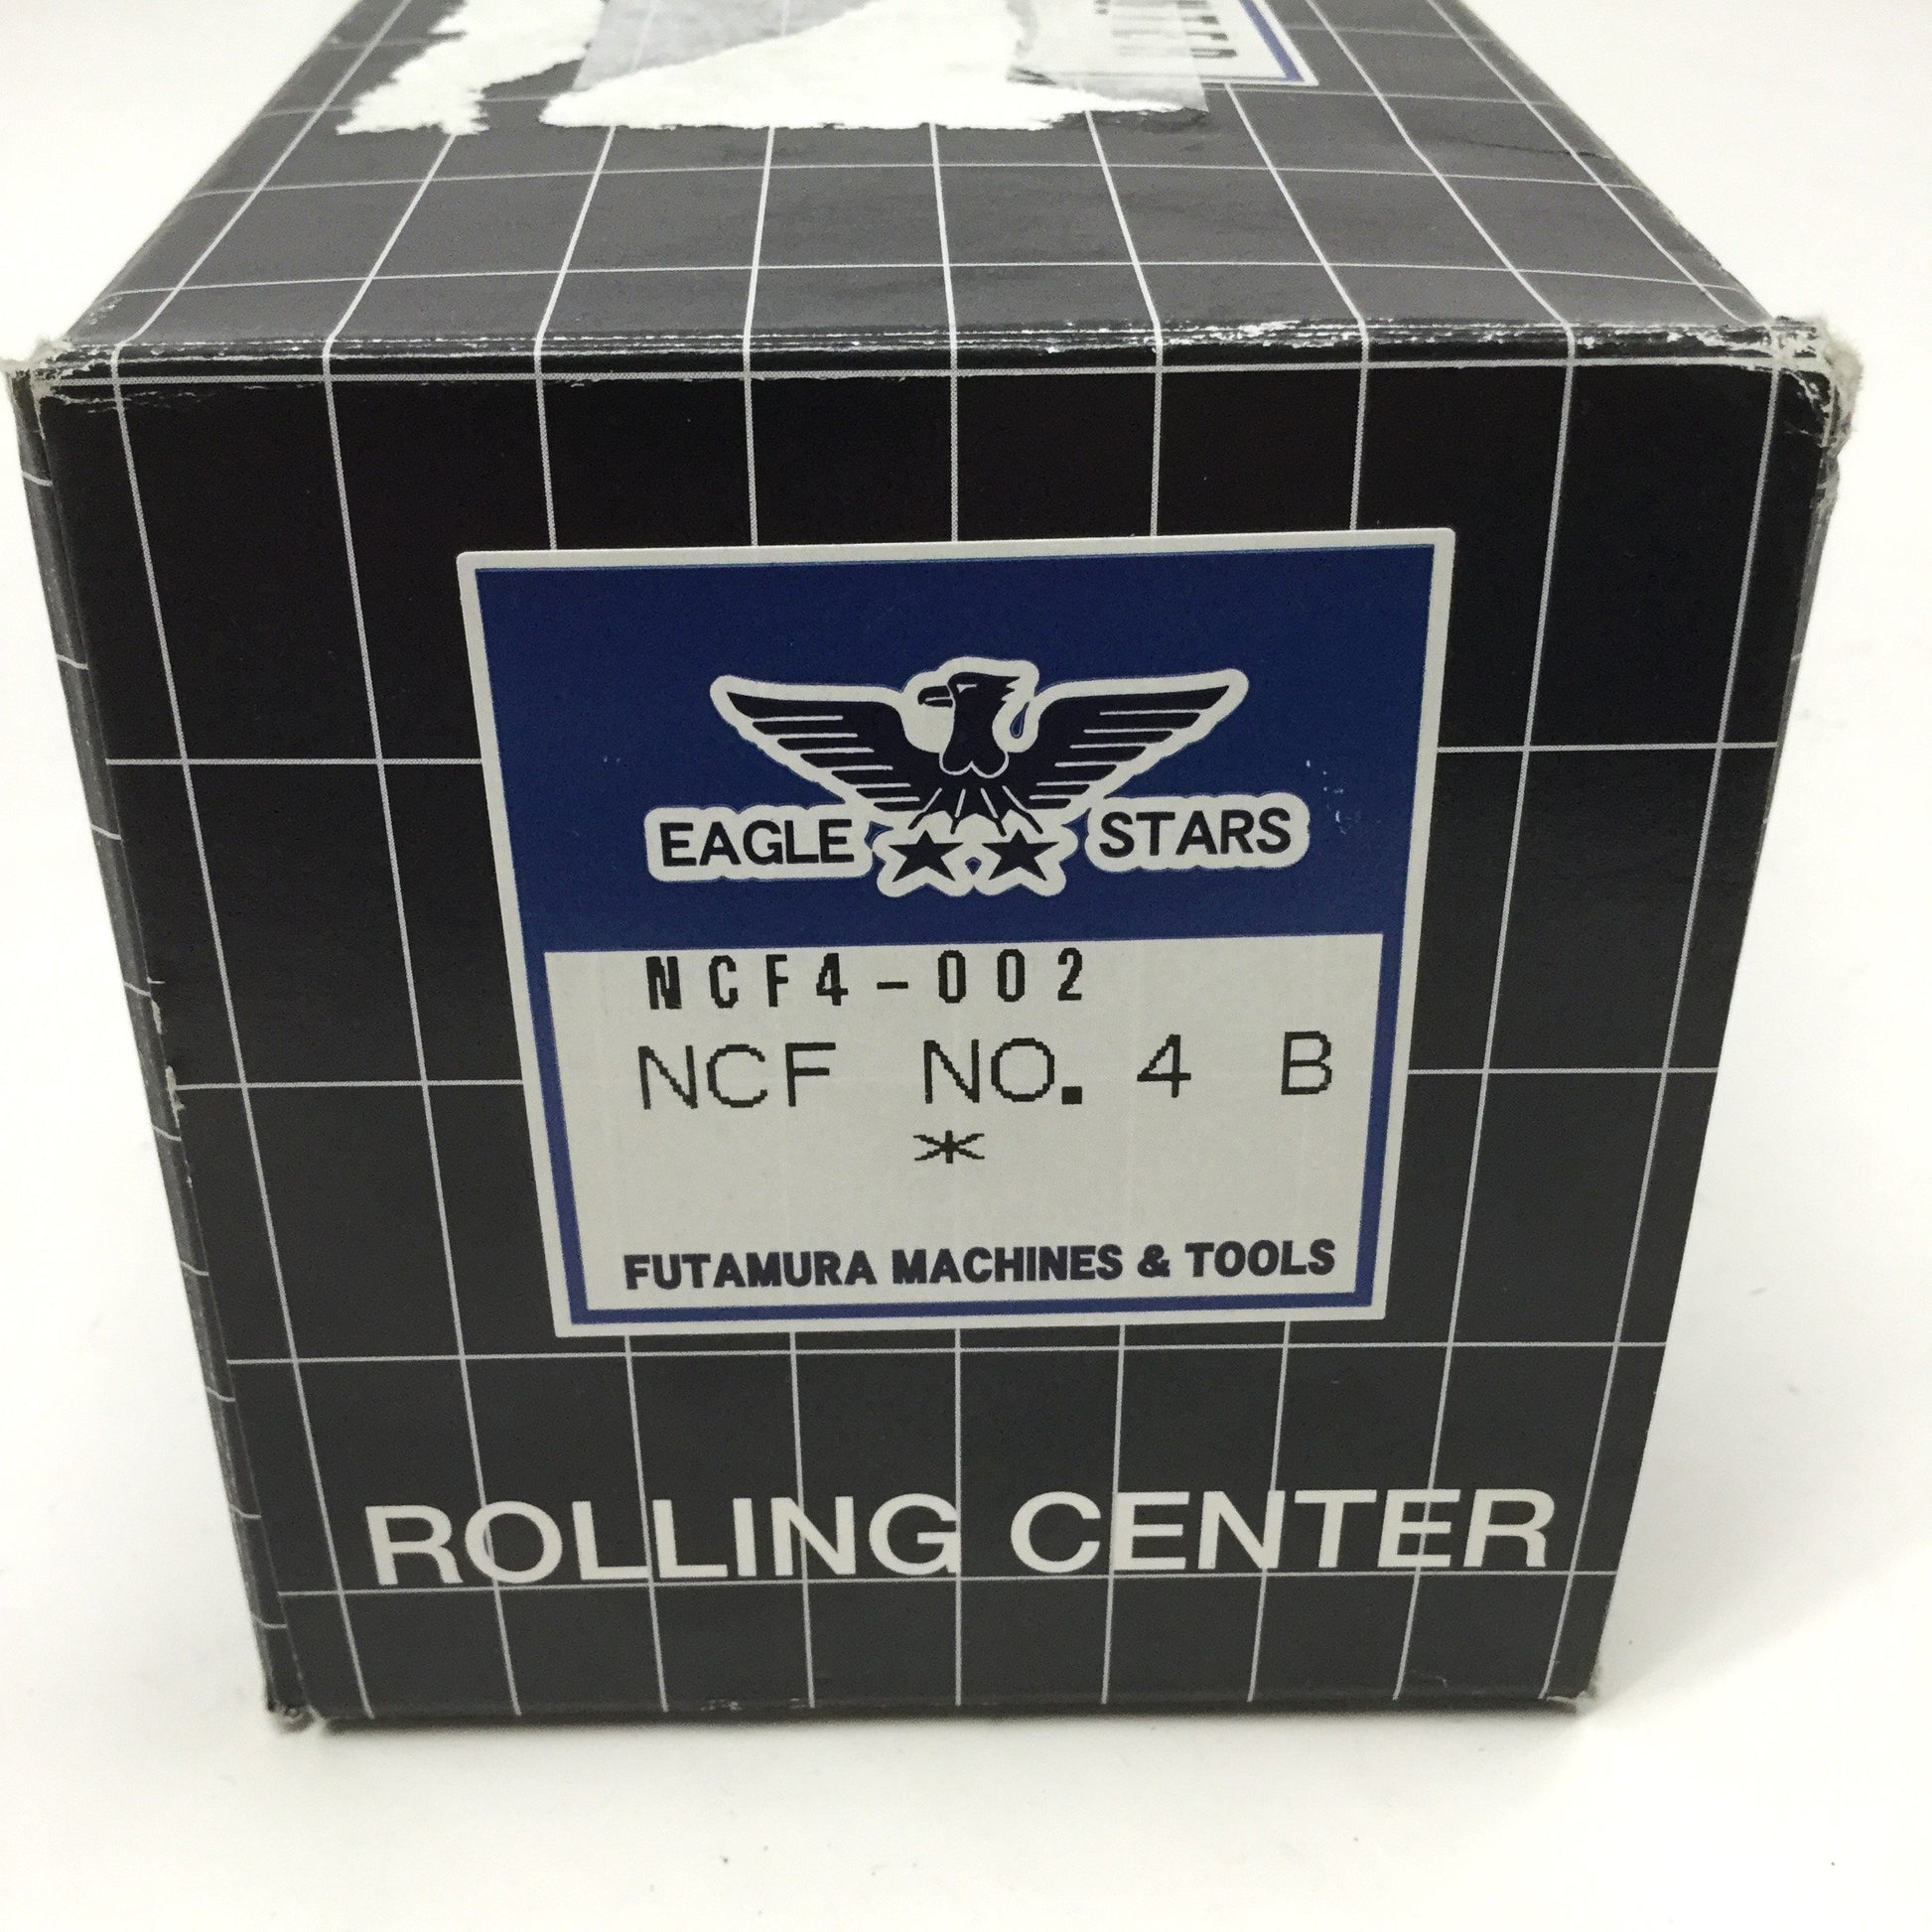 EAGLE STARS
NCF4-002
NCF NO. 4 B
*
FUTAMURA MACHINES & TOOLS
ROLLING CENTER